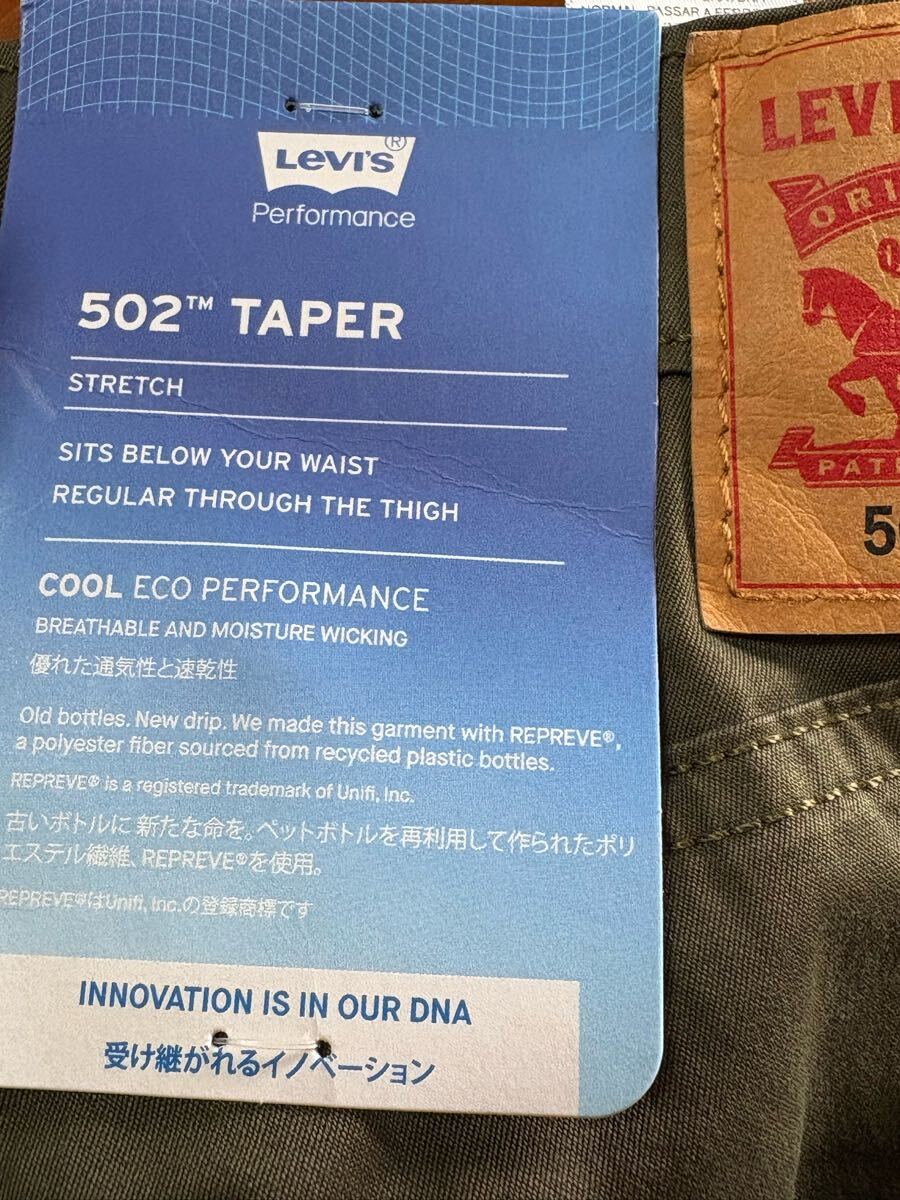 NORMAL PASSAR A FERRO
LEVI'S®
Performance
502™ TAPER
STRETCH
SITS BELOW YOUR WAIST
REGULAR THROUGH THE THIGH
COOL ECO PERFORMANCE
BREATHABLE AND MOISTURE WICKING
優れた通気性と速乾性
Old bottles. New drip. We made this garment with REPREVE®,
a polyester fiber sourced from recycled plastic bottles.
REPREVE® is a registered trademark of Unifi, Inc.
古いボトルに 新たな命を。ペットボトルを再利用して作られたポリ
エステル繊維、REPREVE®を使用。
REPREVE®はUnifi, Inc.の登録商標です
INNOVATION IS IN OUR DNA
受け継がれるイノベーション
LEVI
ORI
PAT
50